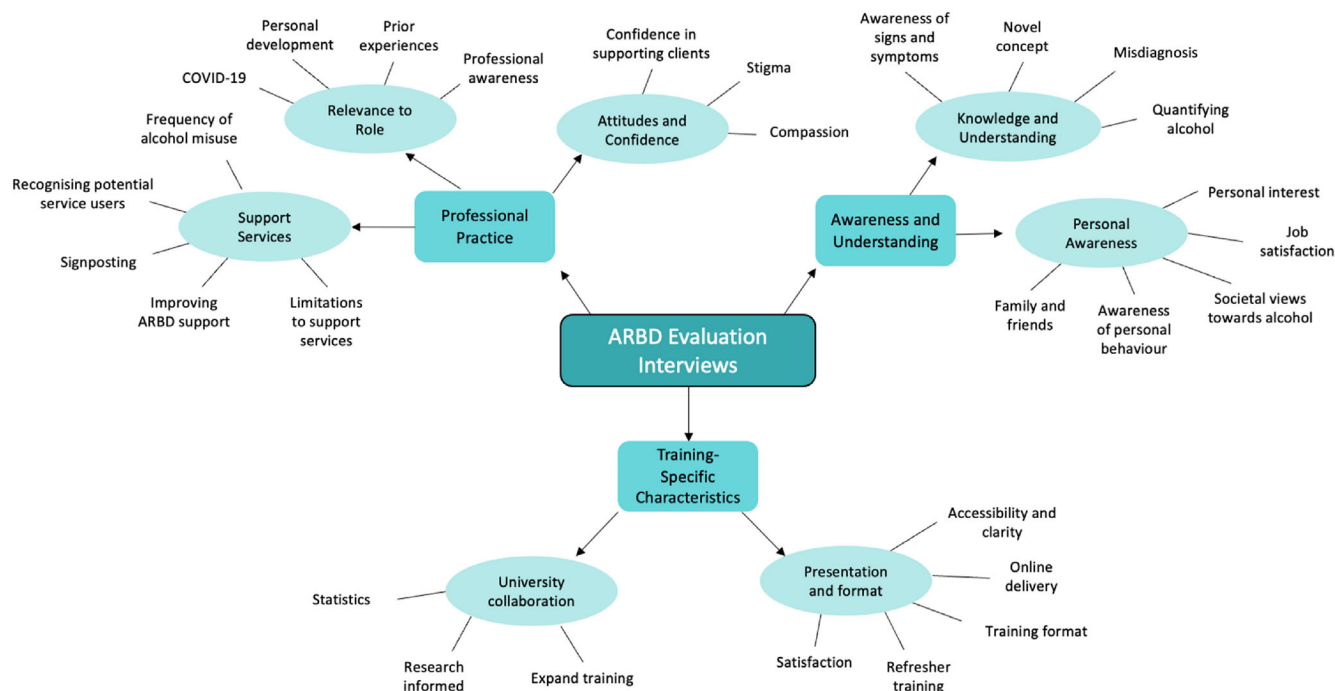 Personal
development
Prior
experiences
Professional
awareness
COVID-19
Relevance to
Role
Confidence in
supporting clients
Stigma
Compassion
Attitudes and
Confidence
Frequency of
alcohol misuse
Recognising potential
service users
Signposting
Improving
ARBD support
Limitations
to support
services
Support
Services
Professional
Practice
Awareness of
signs and
symptoms
Novel
concept
Misdiagnosis
Quantifying
alcohol
Knowledge and
Understanding
Awareness and
Understanding
Personal
Awareness
Personal interest
Job
satisfaction
Societal views
towards alcohol
Awareness
of personal
behaviour
Family and
friends
ARBD Evaluation
Interviews
Training-
Specific
Characteristics
University
collaboration
Statistics
Research
informed
Expand training
Presentation
and format
Accessibility and
clarity
Online
delivery
Training format
Refresher
training
Satisfaction